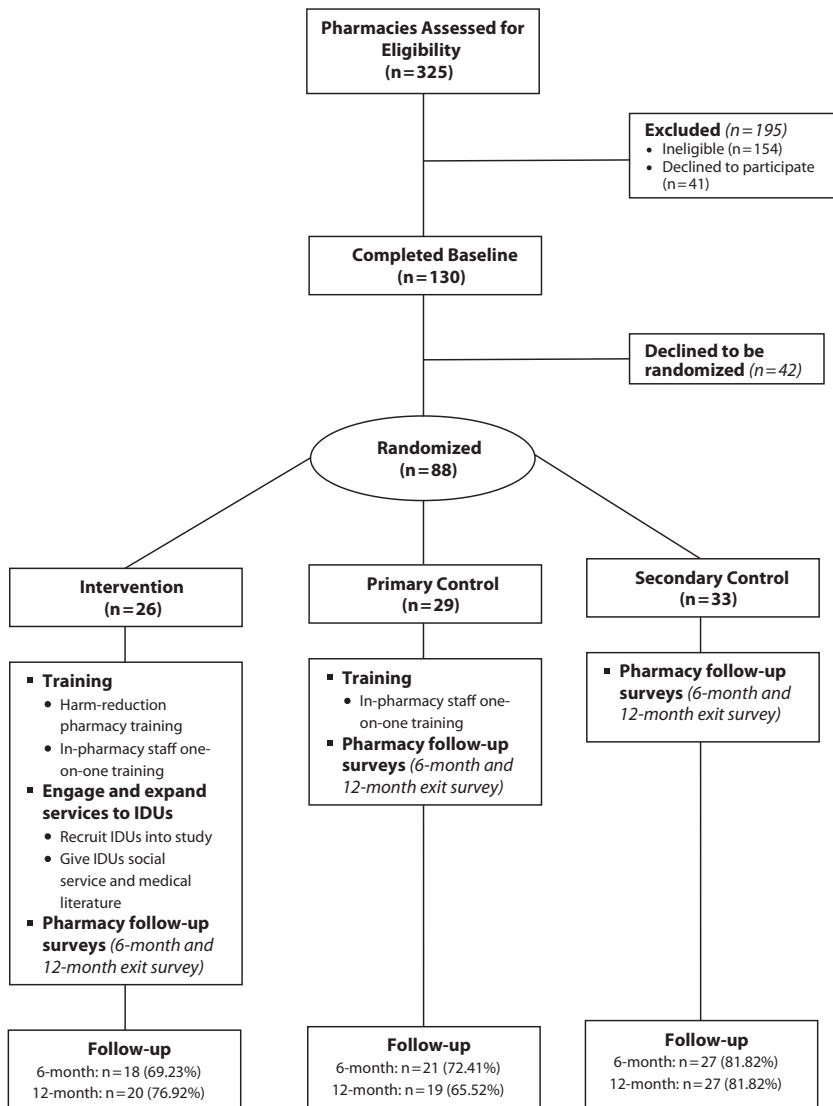 Pharmacies Assessed for
Eligibility
(n=325)
Excluded (n=195)
• Ineligible (n=154)
• Declined to participate
(n=41)
Completed Baseline
(n=130)
Declined to be
randomized (n=42)
Randomized
(n=88)
Intervention
(n=26)
Primary Control
(n=29)
Secondary Control
(n=33)
▪ Training
• Harm-reduction
pharmacy training
• In-pharmacy staff one-
on-one training
▪ Engage and expand
services to IDUs
• Recruit IDUs into study
• Give IDUs social
service and medical
literature
▪ Pharmacy follow-up
surveys (6-month and
12-month exit survey)
▪ Training
• In-pharmacy staff one-
on-one training
▪ Pharmacy follow-up
surveys (6-month and
12-month exit survey)
▪ Pharmacy follow-up
surveys (6-month and
12-month exit survey)
Follow-up
6-month: n=18 (69.23%)
12-month: n=20 (76.92%)
Follow-up
6-month: n=21 (72.41%)
12-month: n=19 (65.52%)
Follow-up
6-month: n=27 (81.82%)
12-month: n=27 (81.82%)